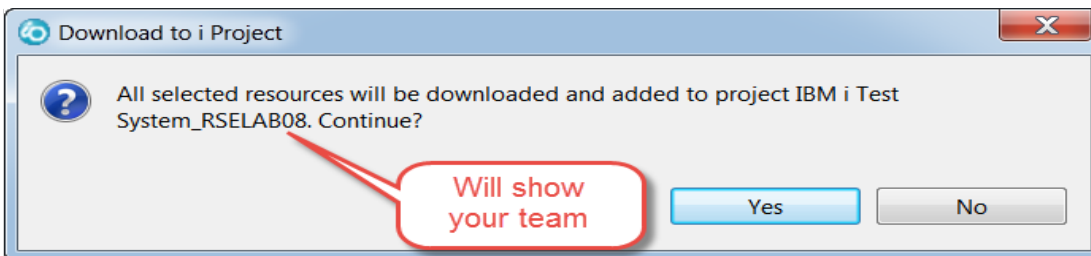 Download to i Project
All selected resources will be downloaded and added to project IBM i Test
System_RSELAB08. Continue?
Will show
your team
Yes
No